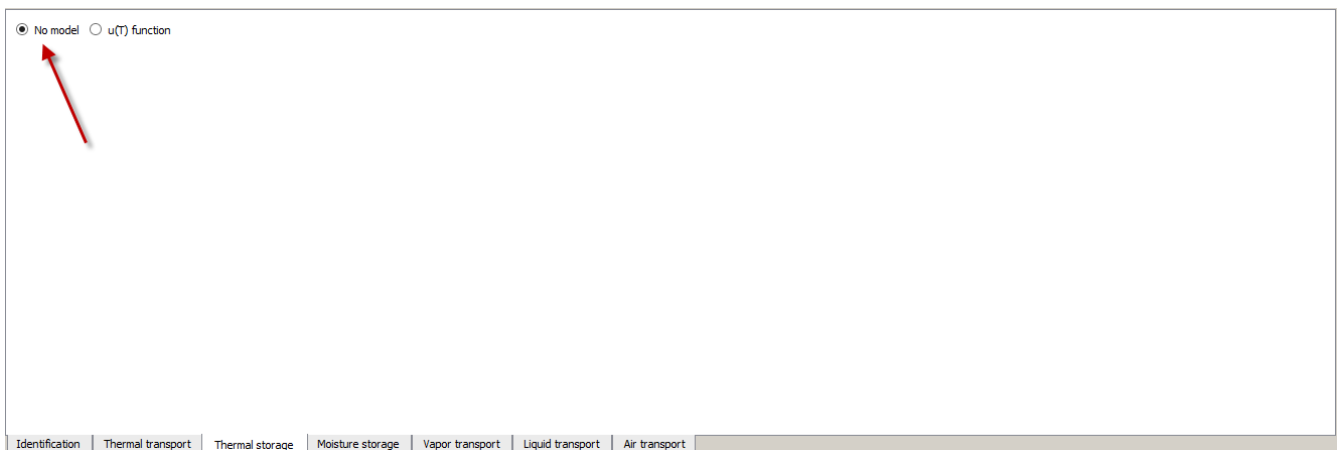 No model u(T) function
Identification Thermal transport Thermal storage Moisture storage Vapor transport Liquid transport Air transport